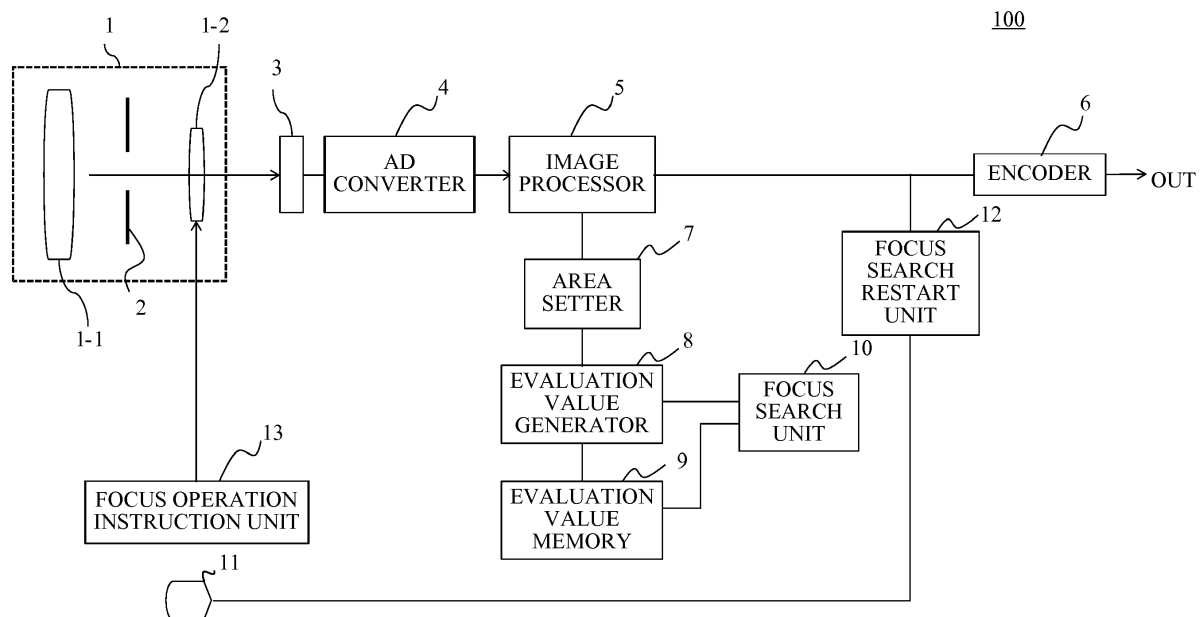 100
1
1-2
3
4
5
6
AD
CONVERTER
IMAGE
PROCESSOR
ENCODER
OUT
2
1-1
7
12
AREA
SETTER
FOCUS
SEARCH
RESTART
UNIT
8
10
EVALUATION
VALUE
GENERATOR
FOCUS
SEARCH
UNIT
13
9
FOCUS OPERATION
INSTRUCTION UNIT
EVALUATION
VALUE
MEMORY
11